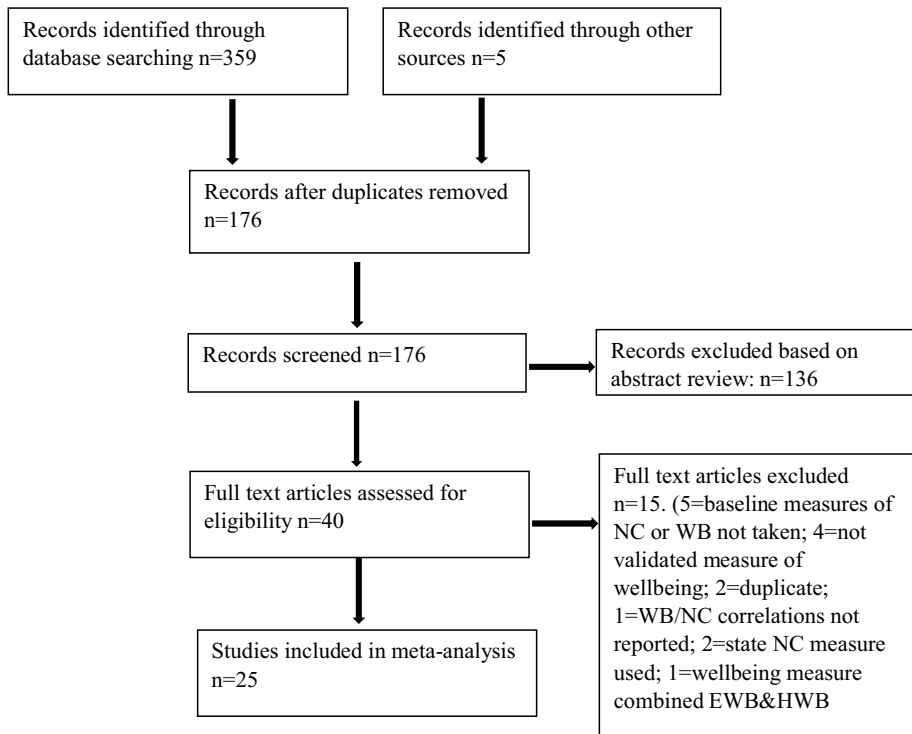 Records identified through
database searching n=359
Records identified through other
sources n=5
Records after duplicates removed
n=176
Records screened n=176
Records excluded based on
abstract review: n=136
Full text articles assessed for
eligibility n=40
Full text articles excluded
n=15. (5=baseline measures of
NC or WB not taken; 4=not
validated measure of
wellbeing; 2=duplicate;
1=WB/NC correlations not
reported; 2=state NC measure
used; 1=wellbeing measure
combined EWB&HWB
Studies included in meta-analysis
n=25